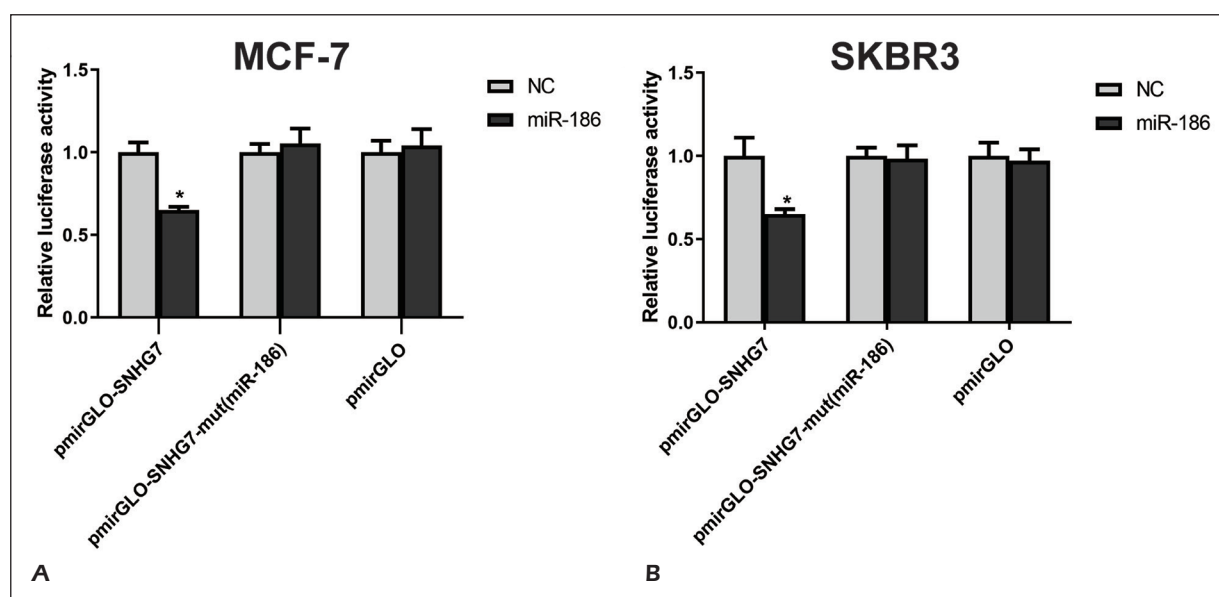 MCF-7
Relative luciferase activity
1.5
1.0
0.5
0.0
NC
miR-186
*
pmirGLO-SNHG7
pmirGLO-SNHG7-mut(miR-186)
pmirGLO
A
SKBR3
Relative luciferase activity
1.5
1.0
0.5
0.0
NC
miR-186
*
pmirGLO-SNHG7
pmirGLO-SNHG7-mut(miR-186)
pmirGLO
B